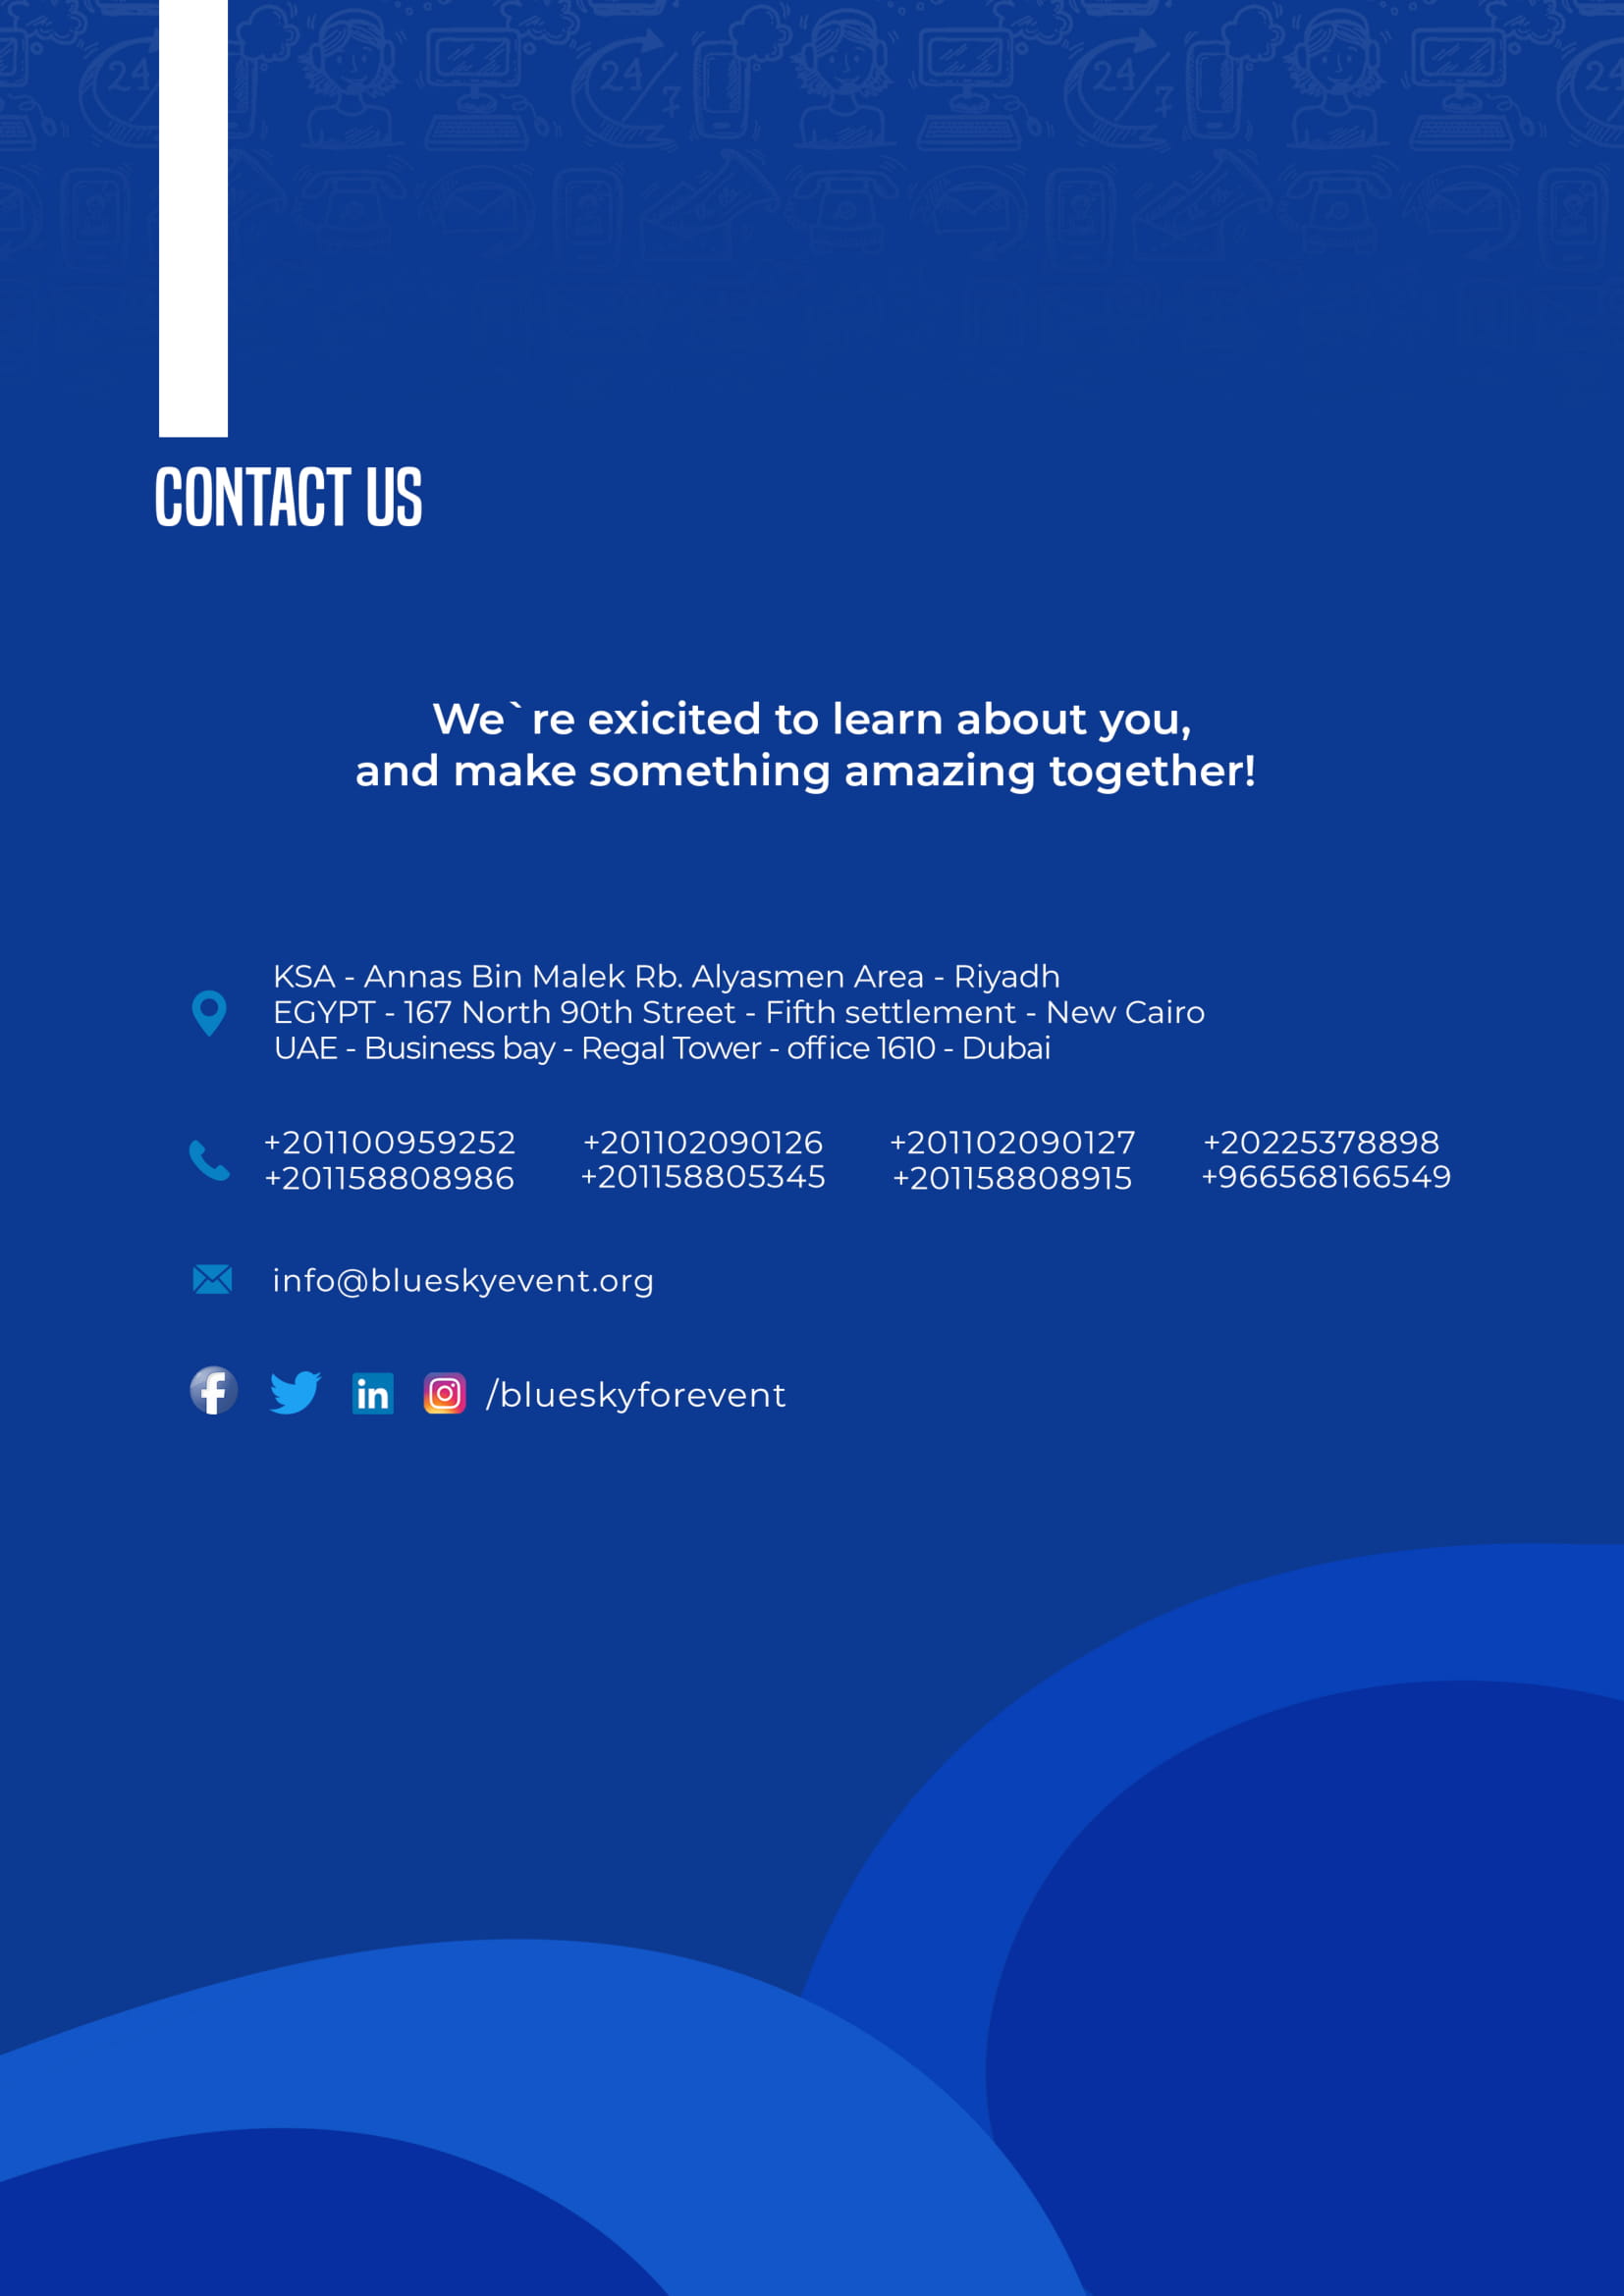 CONTACT US
We`re exicited to learn about you,
and make something amazing together!
KSA - Annas Bin Malek Rb. Alyasmen Area - Riyadh
EGYPT - 167 North 90th Street - Fifth settlement - New Cairo
UAE - Business bay - Regal Tower - office 1610 - Dubai
+201100959252 +201102090126 +201102090127 +20225378898
+201158808986 +201158805345 +201158808915 +966568166549
info@blueskyevent.org
/blueskyforevent